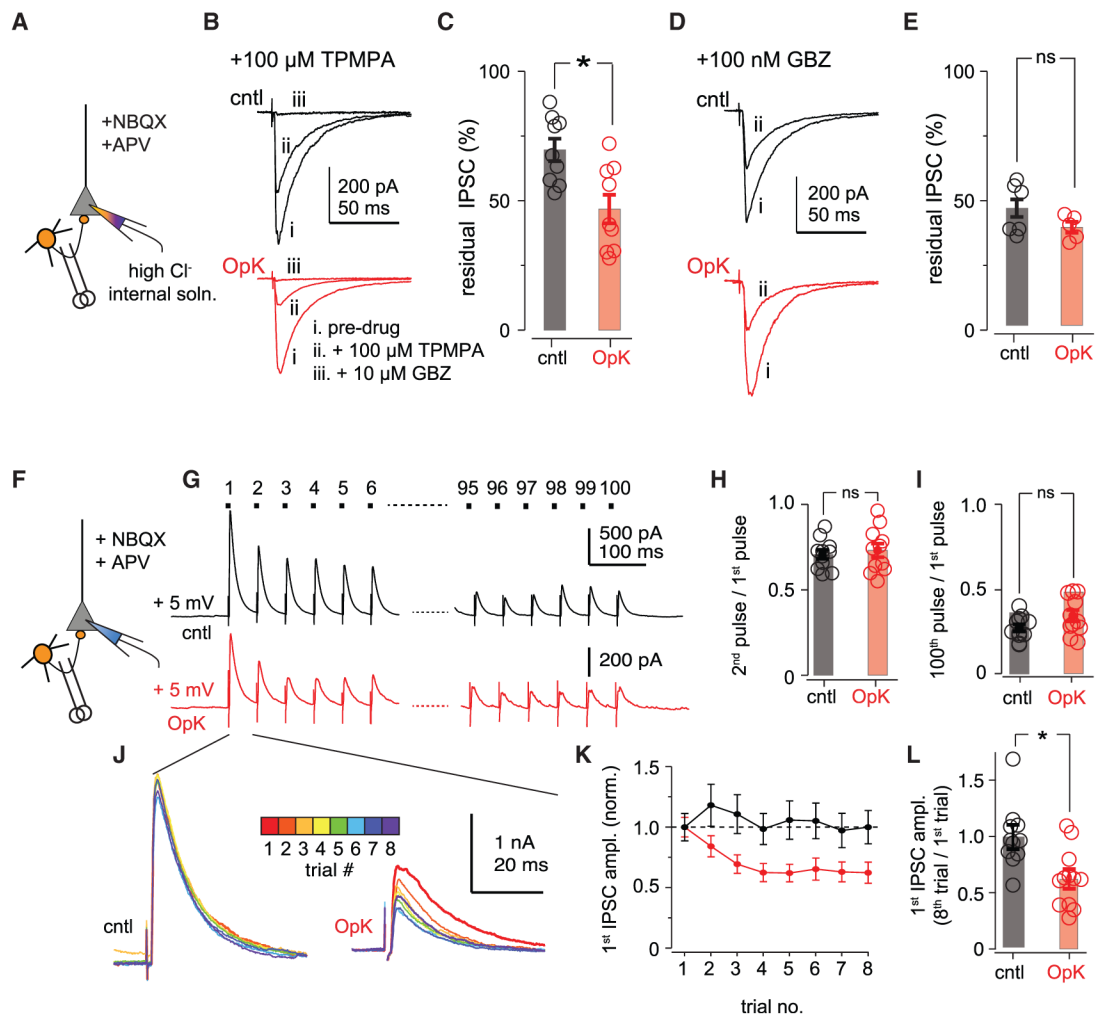 A
+NBQX
+APV
high Cl-
internal soln.
B
+100 µM TPMPA
cntl
iii
ii
i
200 pA
50 ms
OpK
iii
ii
i
i. pre-drug
ii. + 100 µM TPMPA
iii. + 10 µM GBZ
C
residual IPSC (%)
100
50
0
*
cntl
OpK
D
+100 nM GBZ
cntl
ii
i
200 pA
50 ms
OpK
ii
i
E
residual IPSC (%)
100
50
0
ns
cntl
OpK
F
+ NBQX
+ APV
G
1 2 3 4 5 6 95 96 97 98 99 100
500 pA
100 ms
+ 5 mV
cntl
200 pA
+ 5 mV
OpK
H
2nd pulse / 1st pulse
1.0
0.5
0
ns
cntl
OpK
I
100th pulse / 1st pulse
1.0
0.5
0
ns
cntl
OpK
J
cntl
1 2 3 4 5 6 7 8
trial #
1 nA
20 ms
OpK
K
1st IPSC ampl. (norm.)
1.5
1.0
0.5
0
1 2 3 4 5 6 7 8
trial no.
L
1st IPSC ampl.
(8th trial / 1st trial)
1.5
1.0
0.5
0
*
cntl
OpK